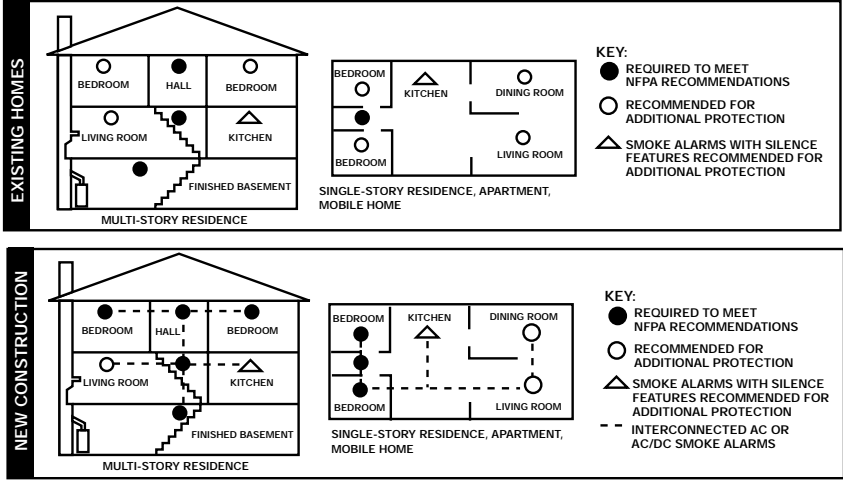 EXISTING HOMES
BEDROOM
HALL
BEDROOM
LIVING ROOM
KITCHEN
FINISHED BASEMENT
MULTI-STORY RESIDENCE
BEDROOM
KITCHEN
DINING ROOM
BEDROOM
LIVING ROOM
SINGLE-STORY RESIDENCE, APARTMENT,
MOBILE HOME
KEY:
REQUIRED TO MEET
NFPA RECOMMENDATIONS
RECOMMENDED FOR
ADDITIONAL PROTECTION
SMOKE ALARMS WITH SILENCE
FEATURES RECOMMENDED FOR
ADDITIONAL PROTECTION
NEW CONSTRUCTION
BEDROOM
HALL
BEDROOM
LIVING ROOM
KITCHEN
FINISHED BASEMENT
MULTI-STORY RESIDENCE
BEDROOM
KITCHEN
DINING ROOM
BEDROOM
LIVING ROOM
SINGLE-STORY RESIDENCE, APARTMENT,
MOBILE HOME
KEY:
REQUIRED TO MEET
NFPA RECOMMENDATIONS
RECOMMENDED FOR
ADDITIONAL PROTECTION
SMOKE ALARMS WITH SILENCE
FEATURES RECOMMENDED FOR
ADDITIONAL PROTECTION
INTERCONNECTED AC OR
AC/DC SMOKE ALARMS